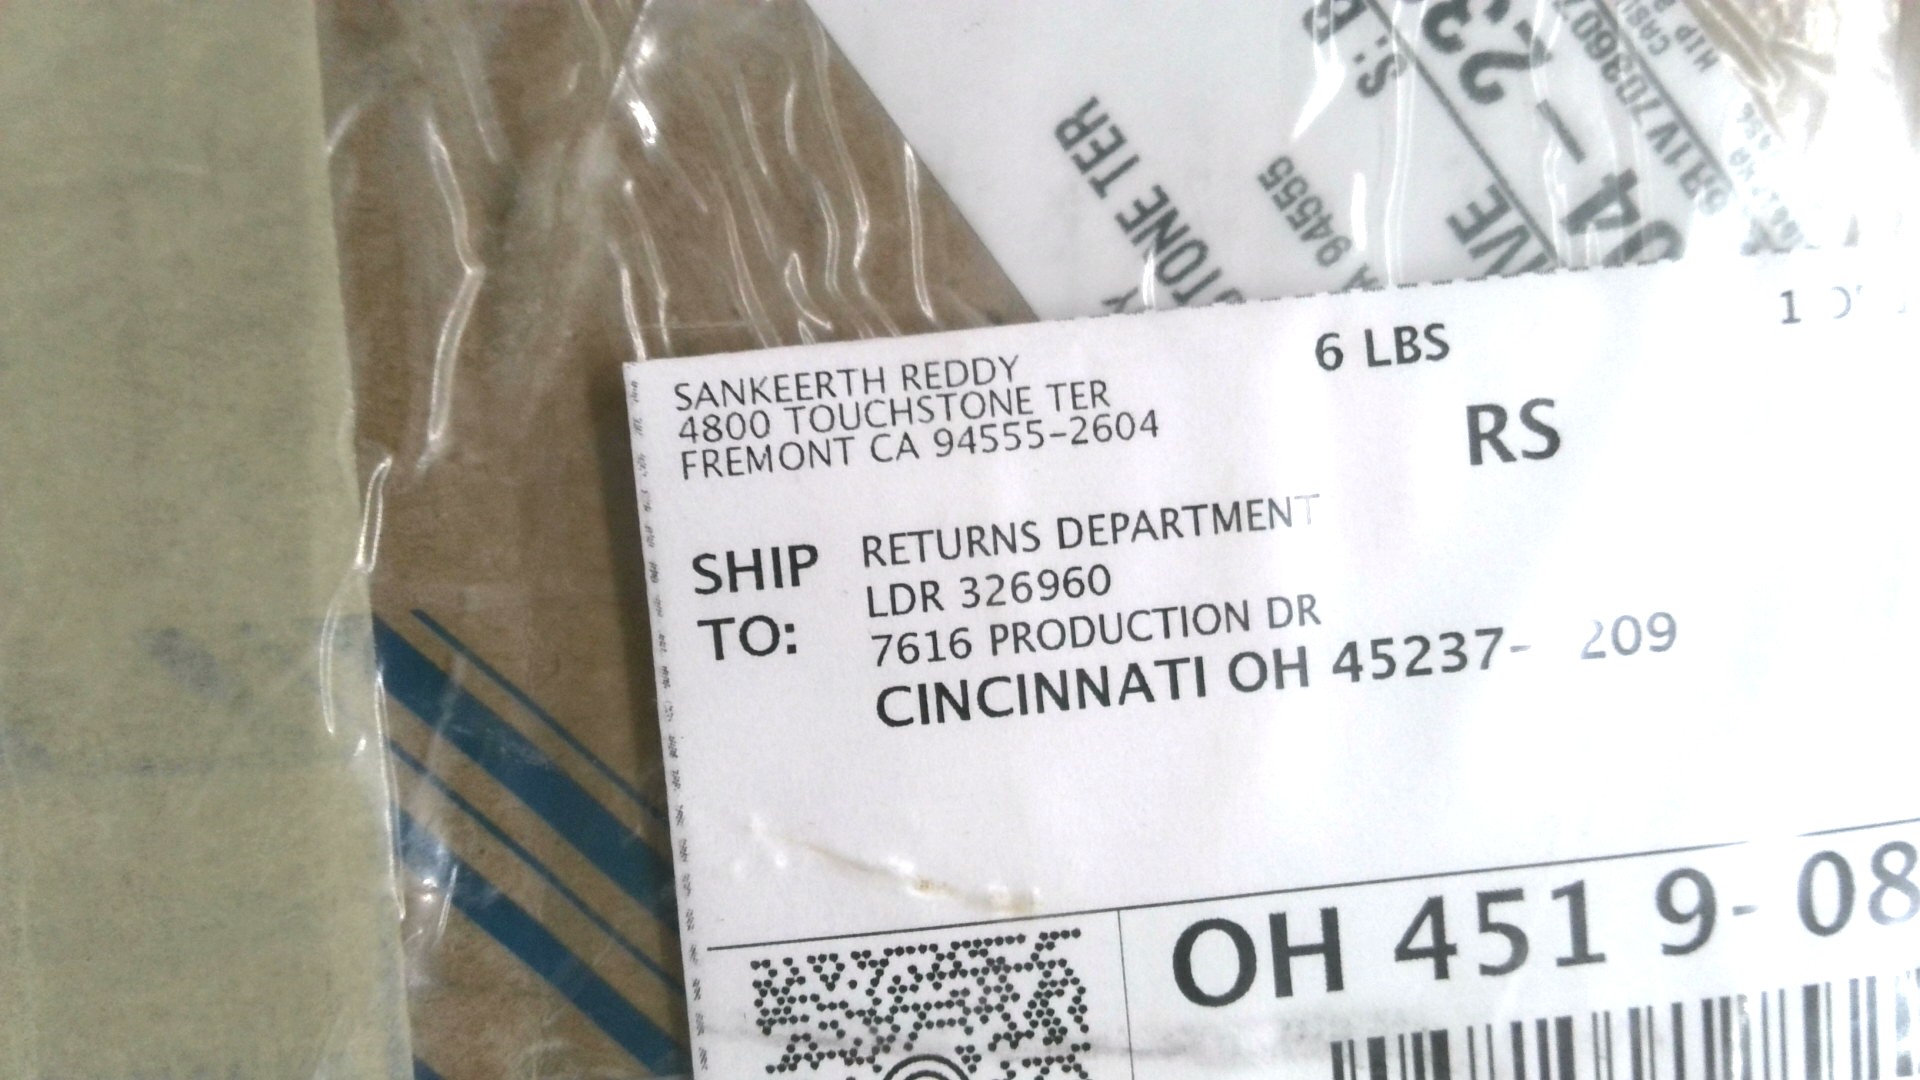 SANKEERTH REDDY
4800 TOUCHSTONE TER
FREMONT CA 94555-2604
6 LBS
RS
SHIP TO:
RETURNS DEPARTMENT
LDR 326960
7616 PRODUCTION DR
CINCINNATI OH 45237- 209
OH 451 9- 08
TONE TER
94555